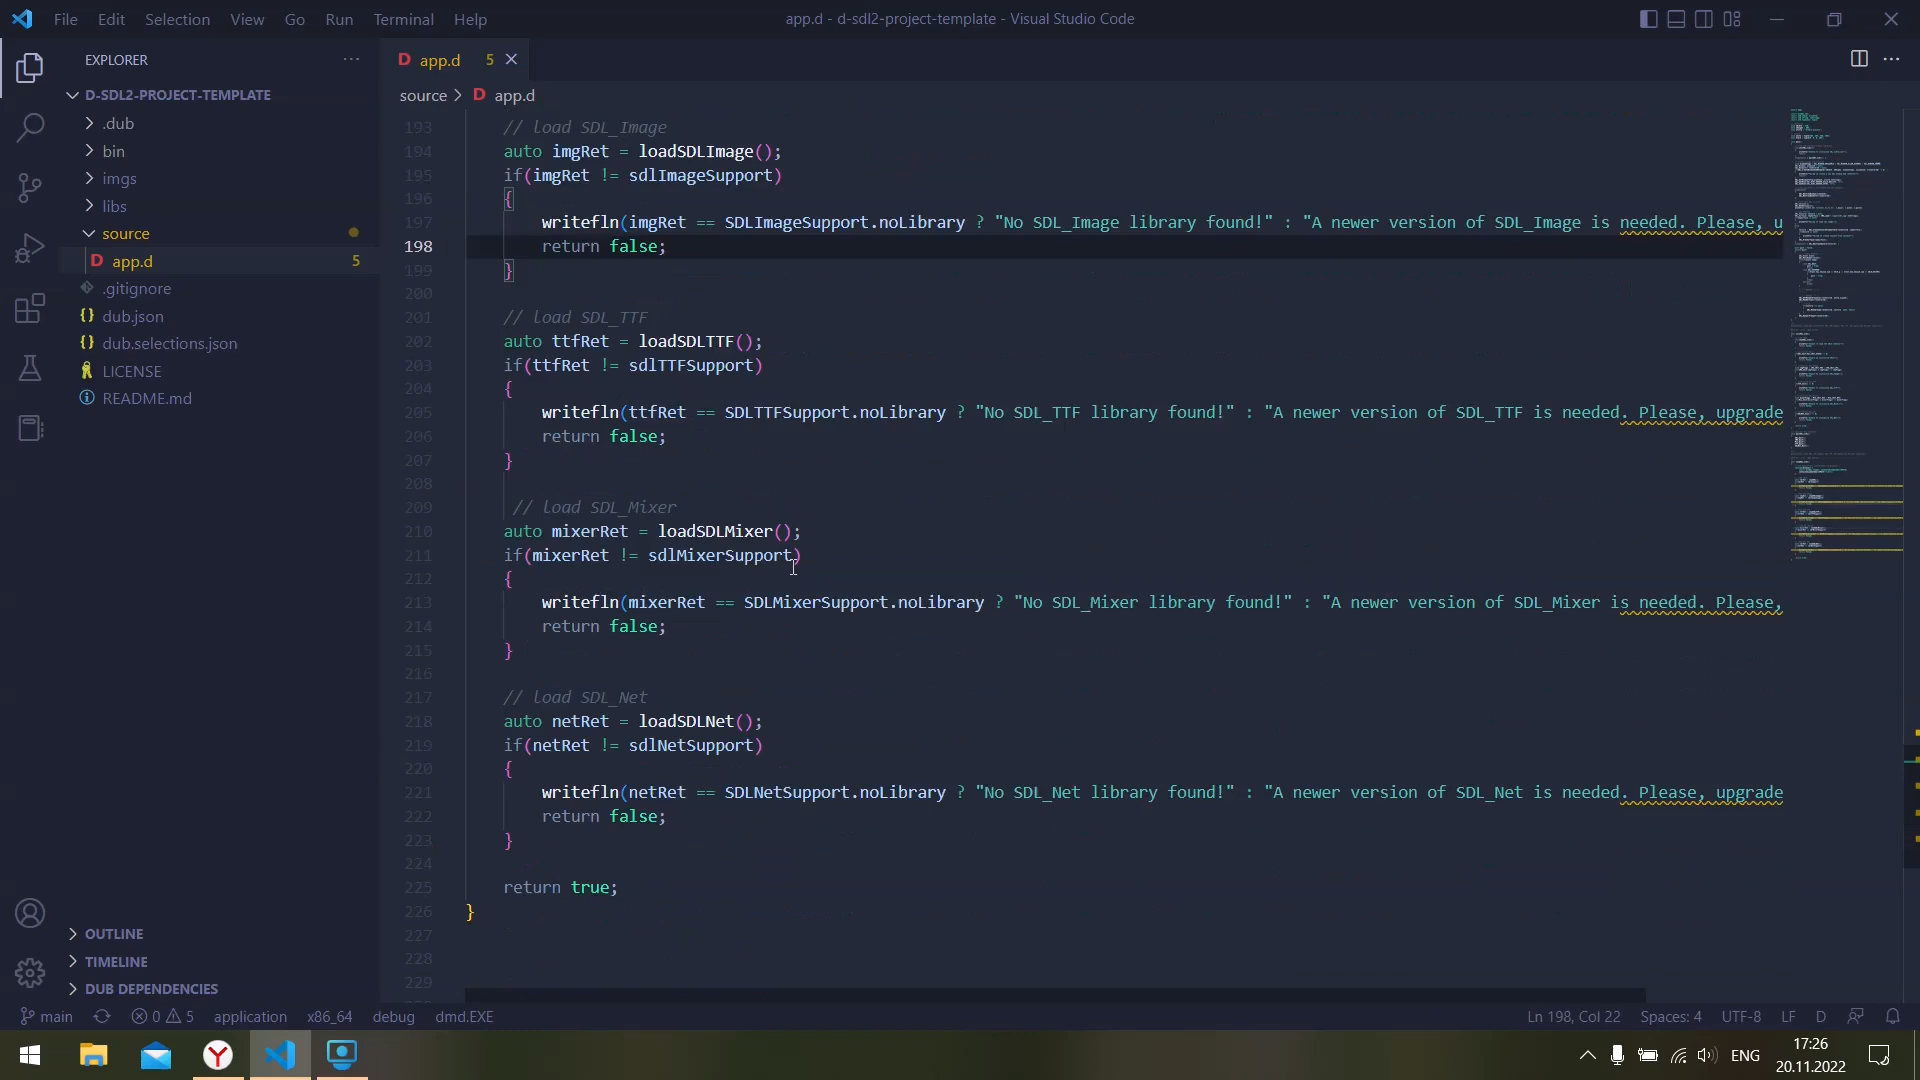 File Edit Selection View Go Run Terminal Help
app.d - d-sdl2-project-template - Visual Studio Code
EXPLORER
D-SDL2-PROJECT-TEMPLATE
.dub
bin
imgs
libs
source
D app.d 5
.gitignore
{} dub.json
{} dub.selections.json
LICENSE
README.md
OUTLINE
TIMELINE
DUB DEPENDENCIES
D app.d 5
source > D app.d
193 // load SDL_Image
194 auto imgRet = loadSDLImage();
195 if(imgRet != sdlImageSupport)
196 {
197 writefln(imgRet == SDLImageSupport.noLibrary ? "No SDL_Image library found!" : "A newer version of SDL_Image is needed. Please, u
198 return false;
199 }
200
201 // load SDL_TTF
202 auto ttfRet = loadSDLTTF();
203 if(ttfRet != sdlTTFSupport)
204 {
205 writefln(ttfRet == SDLTTFSupport.noLibrary ? "No SDL_TTF library found!" : "A newer version of SDL_TTF is needed. Please, upgrade
206 return false;
207 }
208
209 // load SDL_Mixer
210 auto mixerRet = loadSDLMixer();
211 if(mixerRet != sdlMixerSupport)
212 {
213 writefln(mixerRet == SDLMixerSupport.noLibrary ? "No SDL_Mixer library found!" : "A newer version of SDL_Mixer is needed. Please,
214 return false;
215 }
216
217 // load SDL_Net
218 auto netRet = loadSDLNet();
219 if(netRet != sdlNetSupport)
220 {
221 writefln(netRet == SDLNetSupport.noLibrary ? "No SDL_Net library found!" : "A newer version of SDL_Net is needed. Please, upgrade
222 return false;
223 }
224
225 return true;
226 }
227
228
229
main 0 5 application x86_64 debug dmd.EXE
Ln 198, Col 22 Spaces: 4 UTF-8 LF D
ENG
17:26
20.11.2022